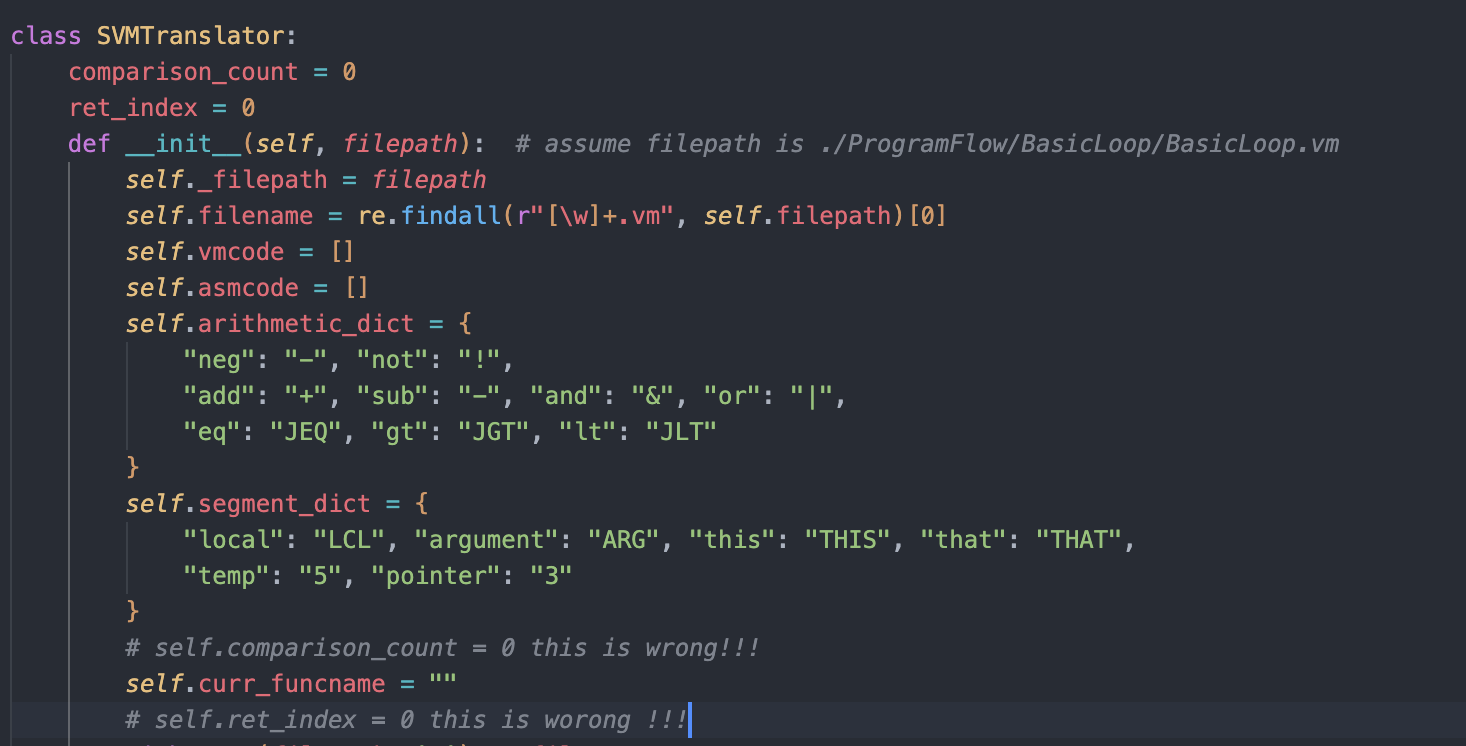 class SVMTranslator:
    comparison_count = 0
    ret_index = 0
    def __init__(self, filepath):  # assume filepath is ./ProgramFlow/BasicLoop/BasicLoop.vm
        self._filepath = filepath
        self.filename = re.findall(r"[\w]+.vm", self.filepath)[0]
        self.vmcode = []
        self.asmcode = []
        self.arithmetic_dict = {
            "neg": "-", "not": "!",
            "add": "+", "sub": "-", "and": "&", "or": "|",
            "eq": "JEQ", "gt": "JGT", "lt": "JLT"
        }
        self.segment_dict = {
            "local": "LCL", "argument": "ARG", "this": "THIS", "that": "THAT",
            "temp": "5", "pointer": "3"
        }
        # self.comparison_count = 0 this is wrong!!!
        self.curr_funcname = ""
        # self.ret_index = 0 this is worong !!!